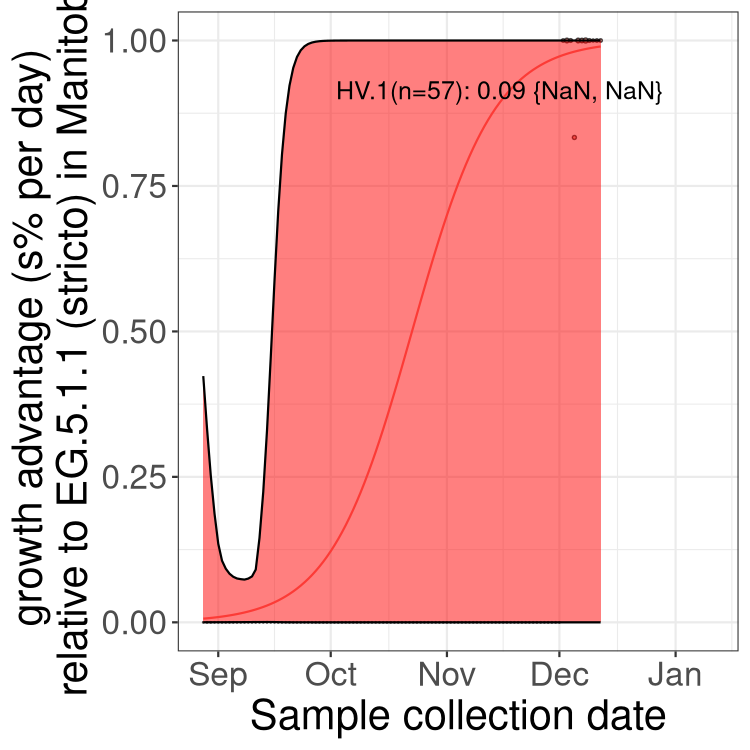 growth advantage (s% per day)
relative to EG.5.1.1 (stricto) in Manitob
1.00
0.75
0.50
0.25
0.00
HV.1(n=57): 0.09 {NaN, NaN}
Sep Oct Nov Dec Jan
Sample collection date